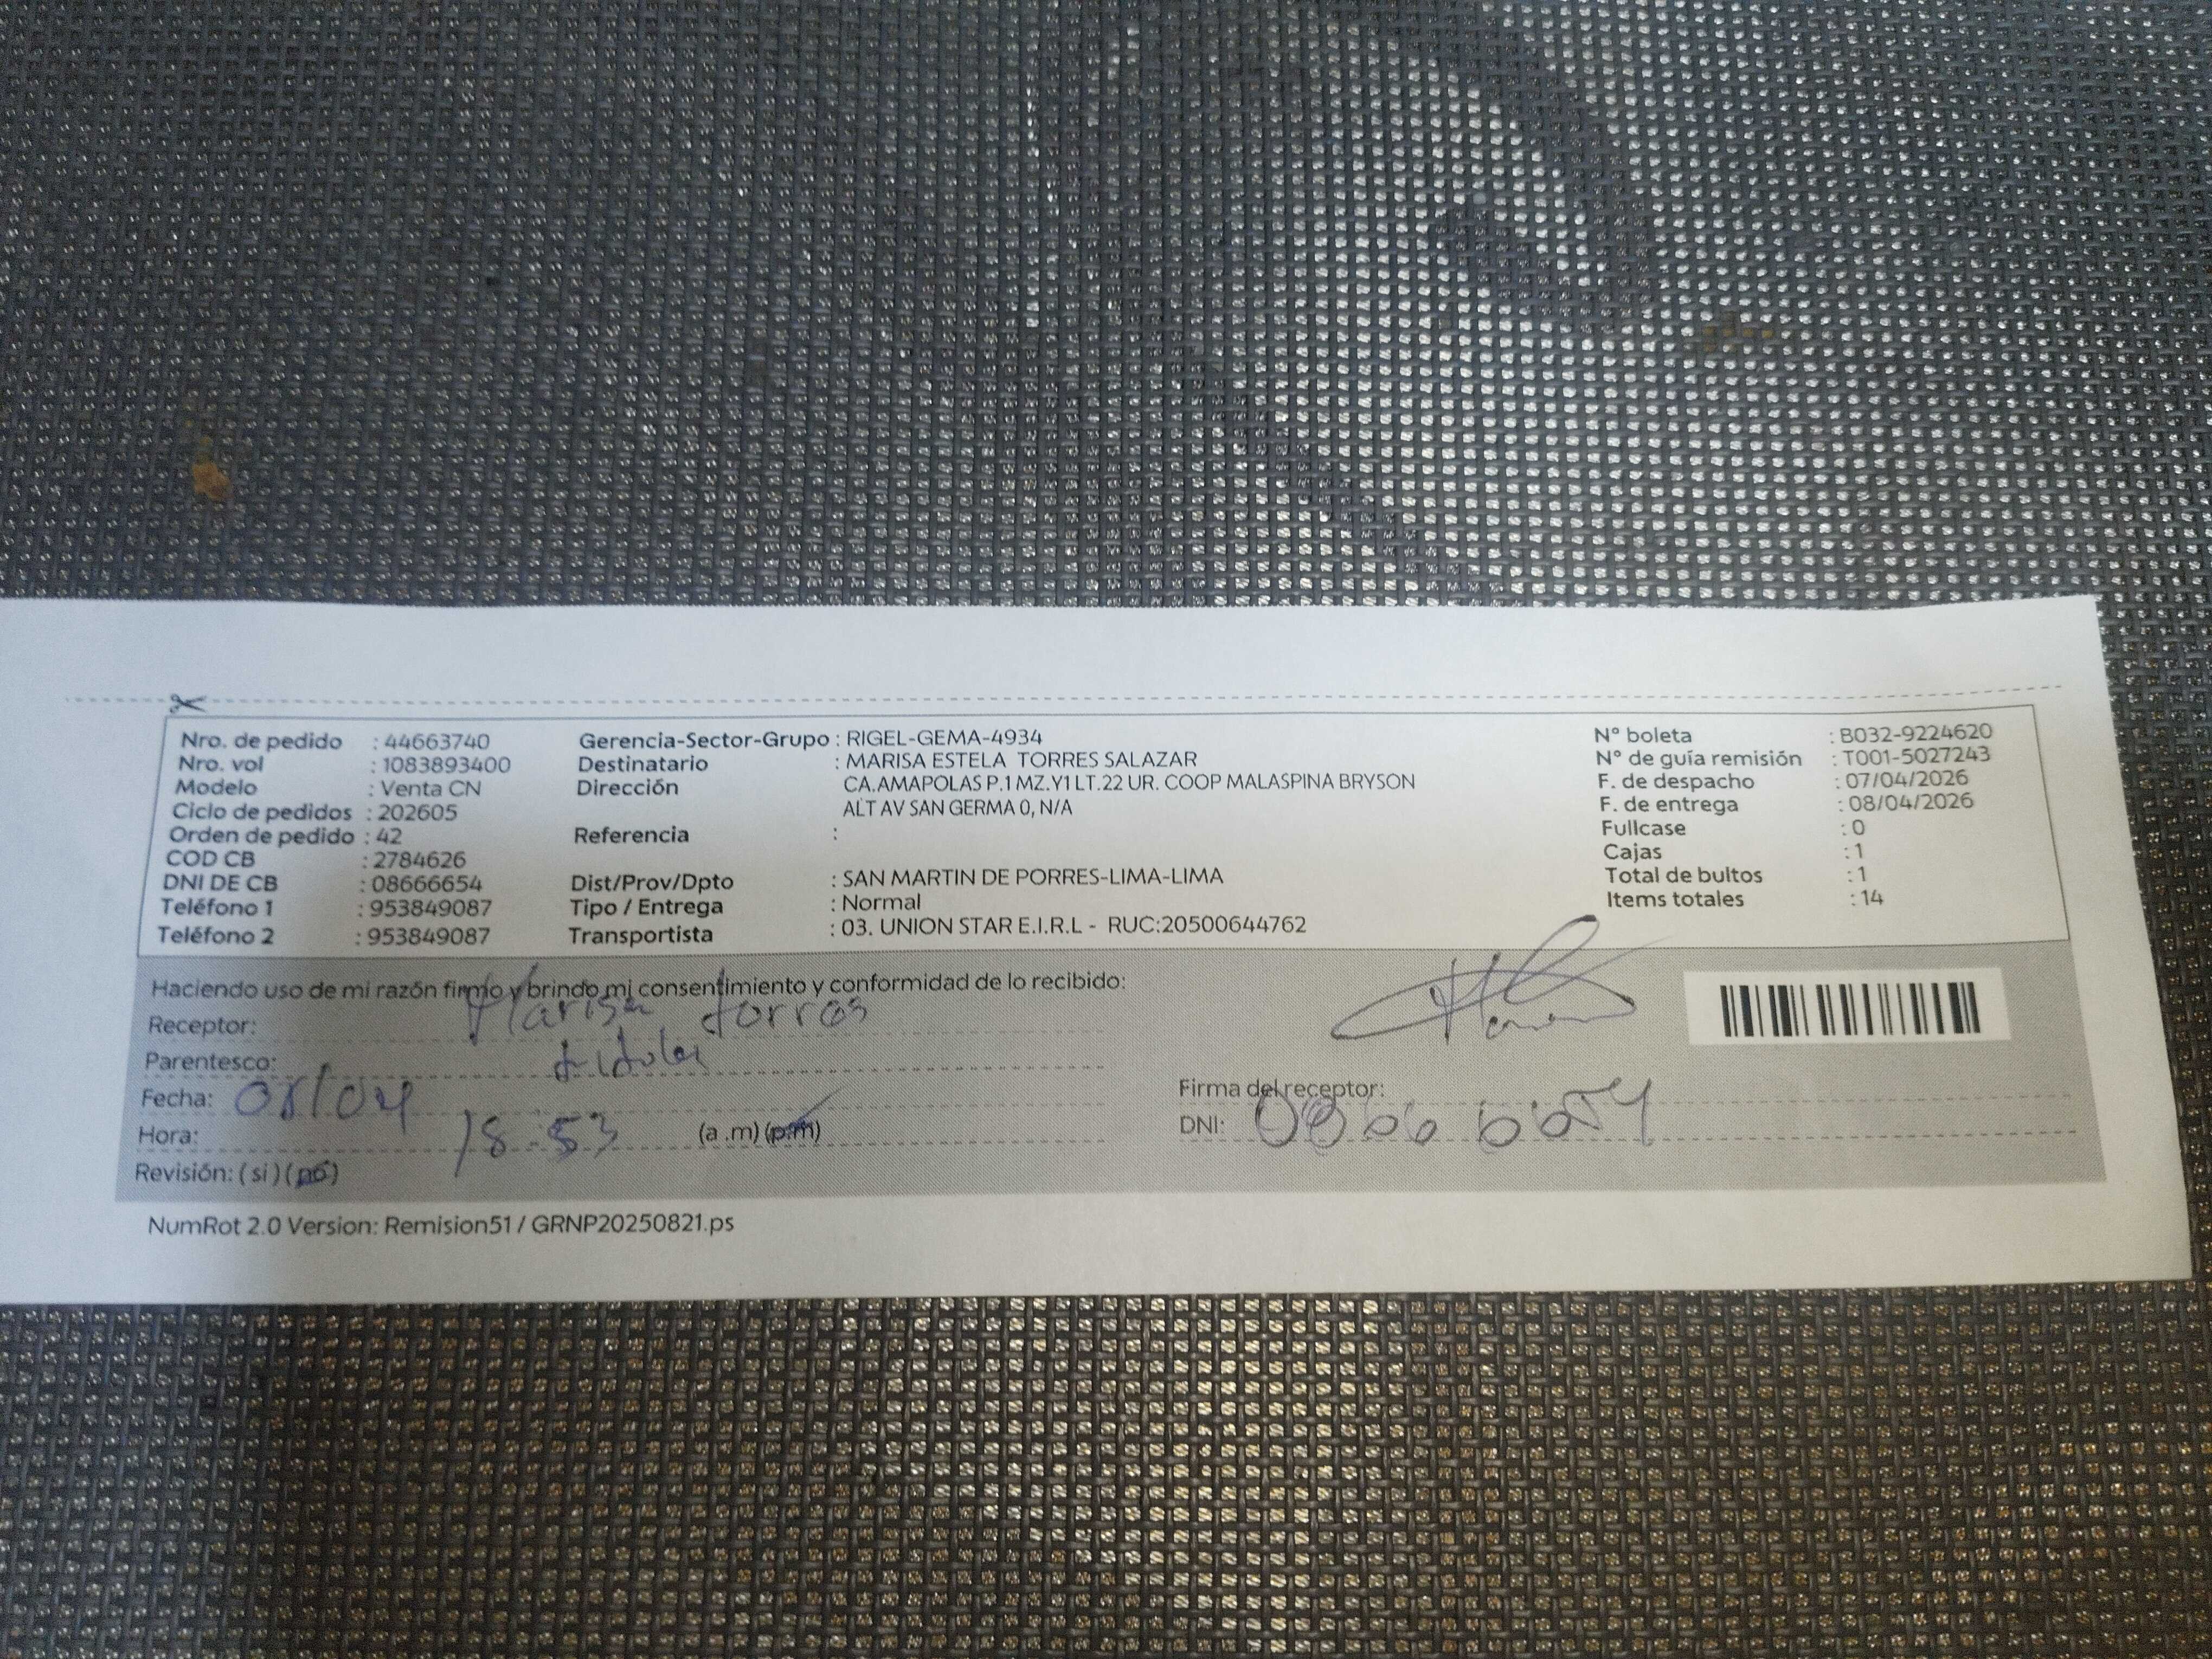 Nro. de pedido : 44663740 Gerencia-Sector-Grupo : RIGEL-GEMA-4934 N° boleta : B032-9224620
Nro. vol : 1083893400 Destinatario : MARISA ESTELA TORRES SALAZAR N° de guía remisión : T001-5027243
Modelo : Venta CN Dirección CA.AMAPOLAS P.1 MZ.Y1 LT.22 UR. COOP MALASPINA BRYSON F. de despacho : 07/04/2026
Ciclo de pedidos : 202605 ALT AV SAN GERMA 0, N/A F. de entrega : 08/04/2026
Orden de pedido : 42 Referencia : Fullcase : 0
COD CB : 2784626 Cajas : 1
DNI DE CB : 08666654 Dist/Prov/Dpto : SAN MARTIN DE PORRES-LIMA-LIMA Total de bultos : 1
Teléfono 1 : 953849087 Tipo / Entrega : Normal Items totales : 14
Teléfono 2 : 953849087 Transportista : 03. UNION STAR E.I.R.L - RUC:20500644762
Haciendo uso de mi razón firmo y brindo mi consentimiento y conformidad de lo recibido:
Receptor: Marisa Torres
Parentesco:
Fecha: 08/04 Firma del receptor:
Hora: 18:53 (a .m) (p.m) DNI: 08666654
Revisión: ( si ) ( no )
NumRot 2.0 Version: Remision51 / GRNP20250821.ps